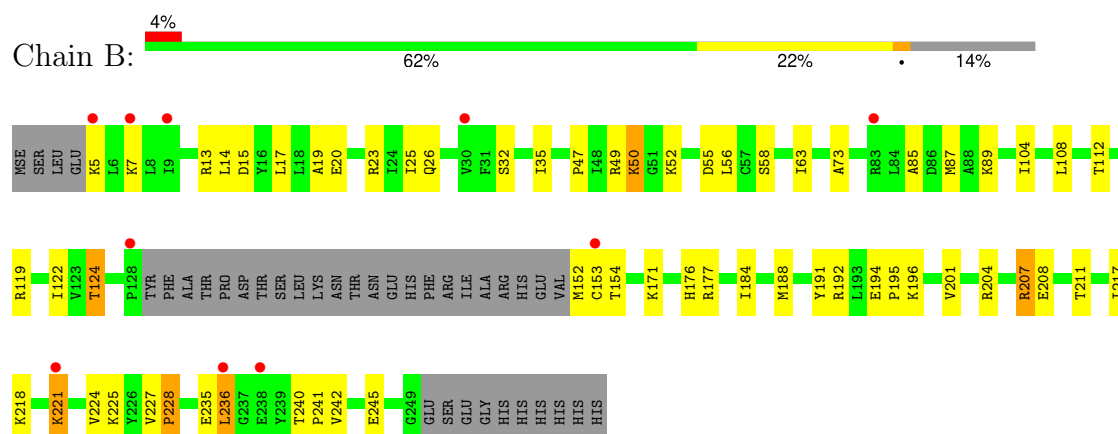 4%
Chain B:
62% 22% • 14%
MSE SER LEU GLU K5 L6 K7 L8 I9 R13 L14 D15 Y16 L17 L18 A19 E20 R23 I24 I25 Q26 V30 F31 S32 I35 P47 I48 R49 K50 G51 K52 D55 L56 C57 S58 I63 A73 R83 L84 A85 D86 M87 A88 K89 I104 L108 T112
R119 I122 V123 T124 P128 TYR PHE ALA THR PRO ASP THR SER LEU LYS ASN THR ASN GLU HIS PHE ARG ILE ALA ARG HIS GLU VAL M152 C153 T154 K171 H176 R177 I184 M188 Y191 R192 L193 E194 P195 K196 V201 R204 R207 E208 T211
K218 K221 V224 K225 Y226 V227 P228 E235 L236 G237 E238 Y239 T240 P241 V242 E245 G249 GLU SER GLU GLY HIS HIS HIS HIS HIS HIS